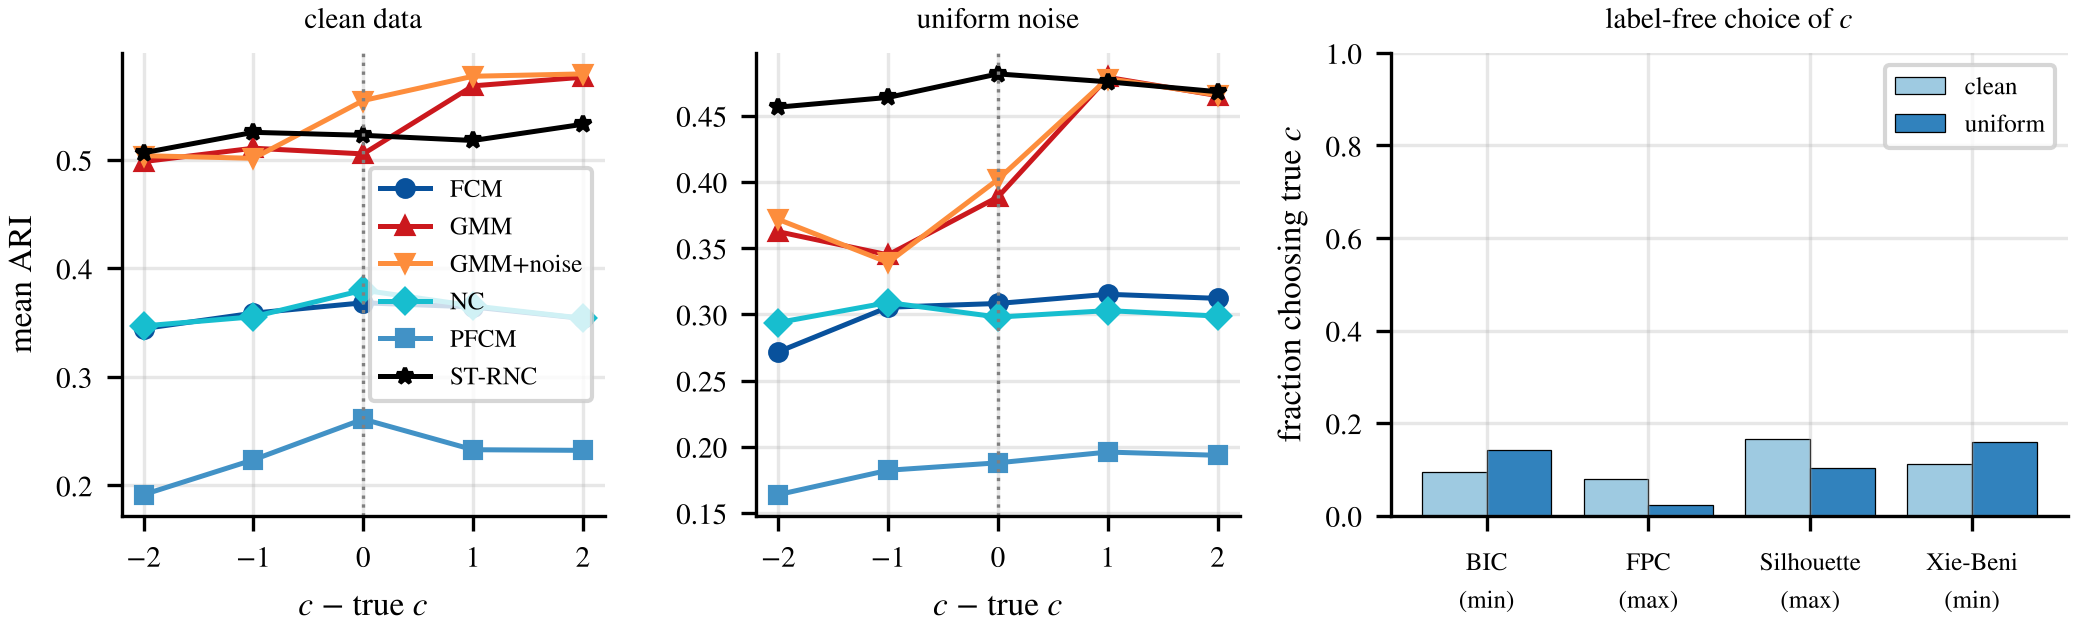 clean data
mean ARI
0.5
0.4
0.3
0.2
FCM
GMM
GMM+noise
NC
PFCM
ST-RNC
−2
−1
0
1
2
c − true c
uniform noise
0.45
0.40
0.35
0.30
0.25
0.20
0.15
−2
−1
0
1
2
c − true c
label-free choice of c
fraction choosing true c
1.0
0.8
0.6
0.4
0.2
0.0
clean
uniform
BIC
(min)
FPC
(max)
Silhouette
(max)
Xie-Beni
(min)